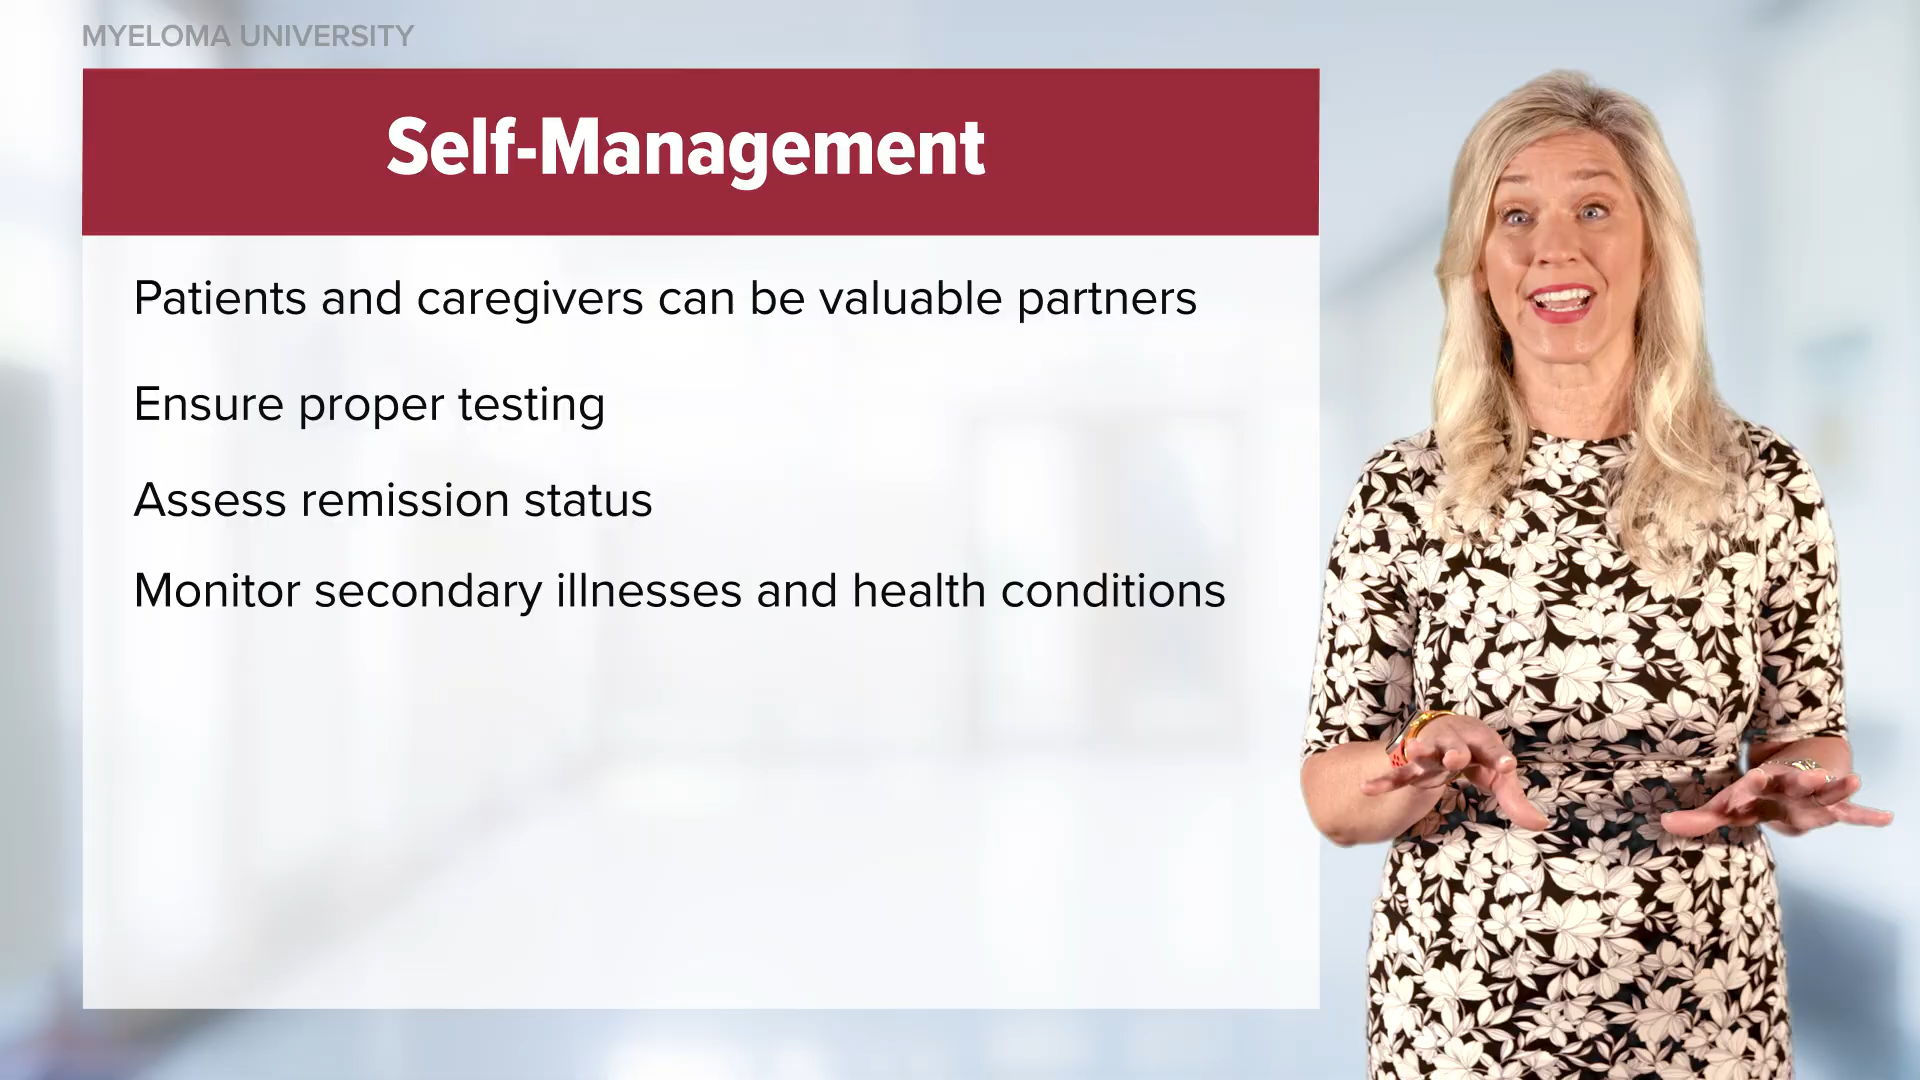 MYELOMA UNIVERSITY
Self-Management
Patients and caregivers can be valuable partners
Ensure proper testing
Assess remission status
Monitor secondary illnesses and health conditions